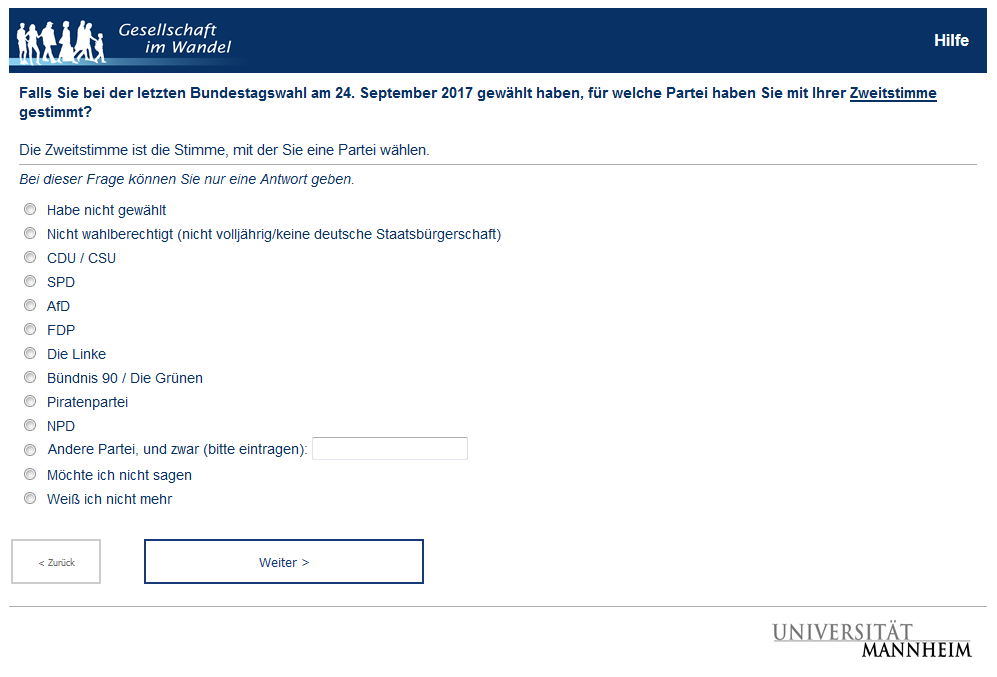 Gesellschaft
im Wandel
Hilfe
Falls Sie bei der letzten Bundestagswahl am 24. September 2017 gewählt haben, für welche Partei haben Sie mit Ihrer Zweitstimme
gestimmt?
Die Zweitstimme ist die Stimme, mit der Sie eine Partei wählen.
Bei dieser Frage können Sie nur eine Antwort geben.
Habe nicht gewählt
Nicht wahlberechtigt (nicht volljährig/keine deutsche Staatsbürgerschaft)
CDU / CSU
SPD
AfD
FDP
Die Linke
Bündnis 90 / Die Grünen
Piratenpartei
NPD
Andere Partei, und zwar (bitte eintragen):
Möchte ich nicht sagen
Weiß ich nicht mehr
< Zurück
Weiter >
UNIVERSITÄT
MANNHEIM